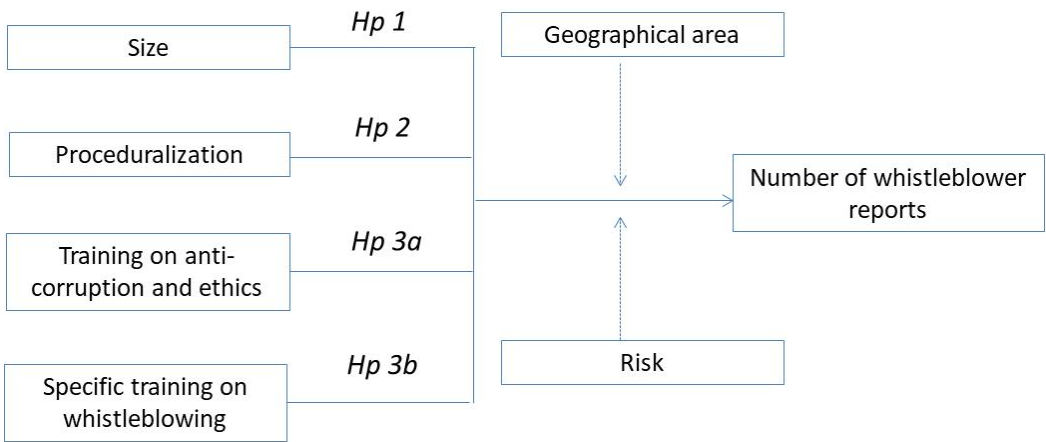 Hp 1
Size
Geographical area
Hp 2
Proceduralization
Number of whistleblower
reports
Hp 3a
Training on anti-
corruption and ethics
Hp 3b
Risk
Specific training on
whistleblowing